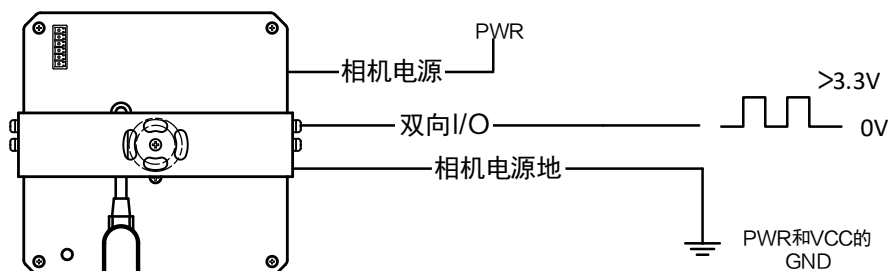 PWR
相机电源
>3.3V
双向I/O
0V
相机电源地
PWR和VCC的
GND